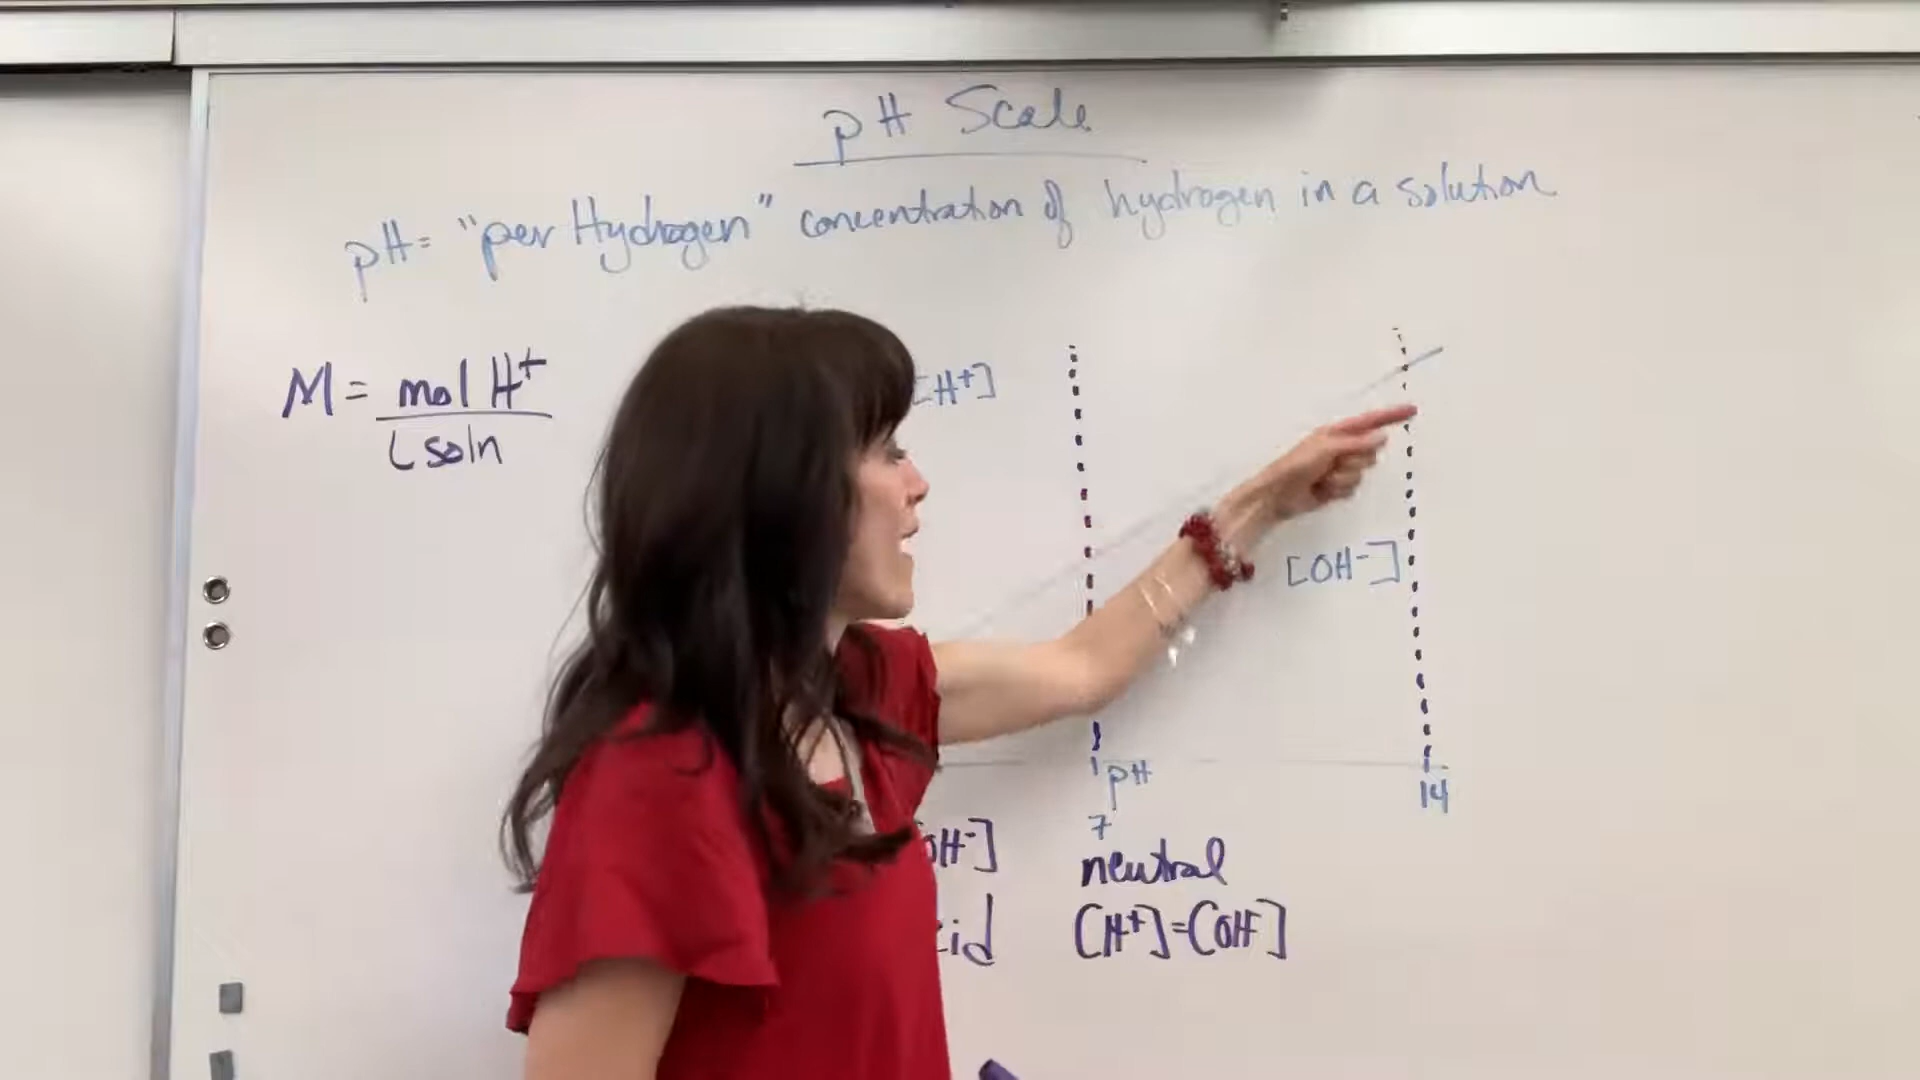 pH Scale
pH = "per Hydrogen" concentration of hydrogen in a solution
M = mol H+
L soln
[H+]
[OH-]
pH
14
7
OH-]
neutral
cid
[H+]=[OH-]